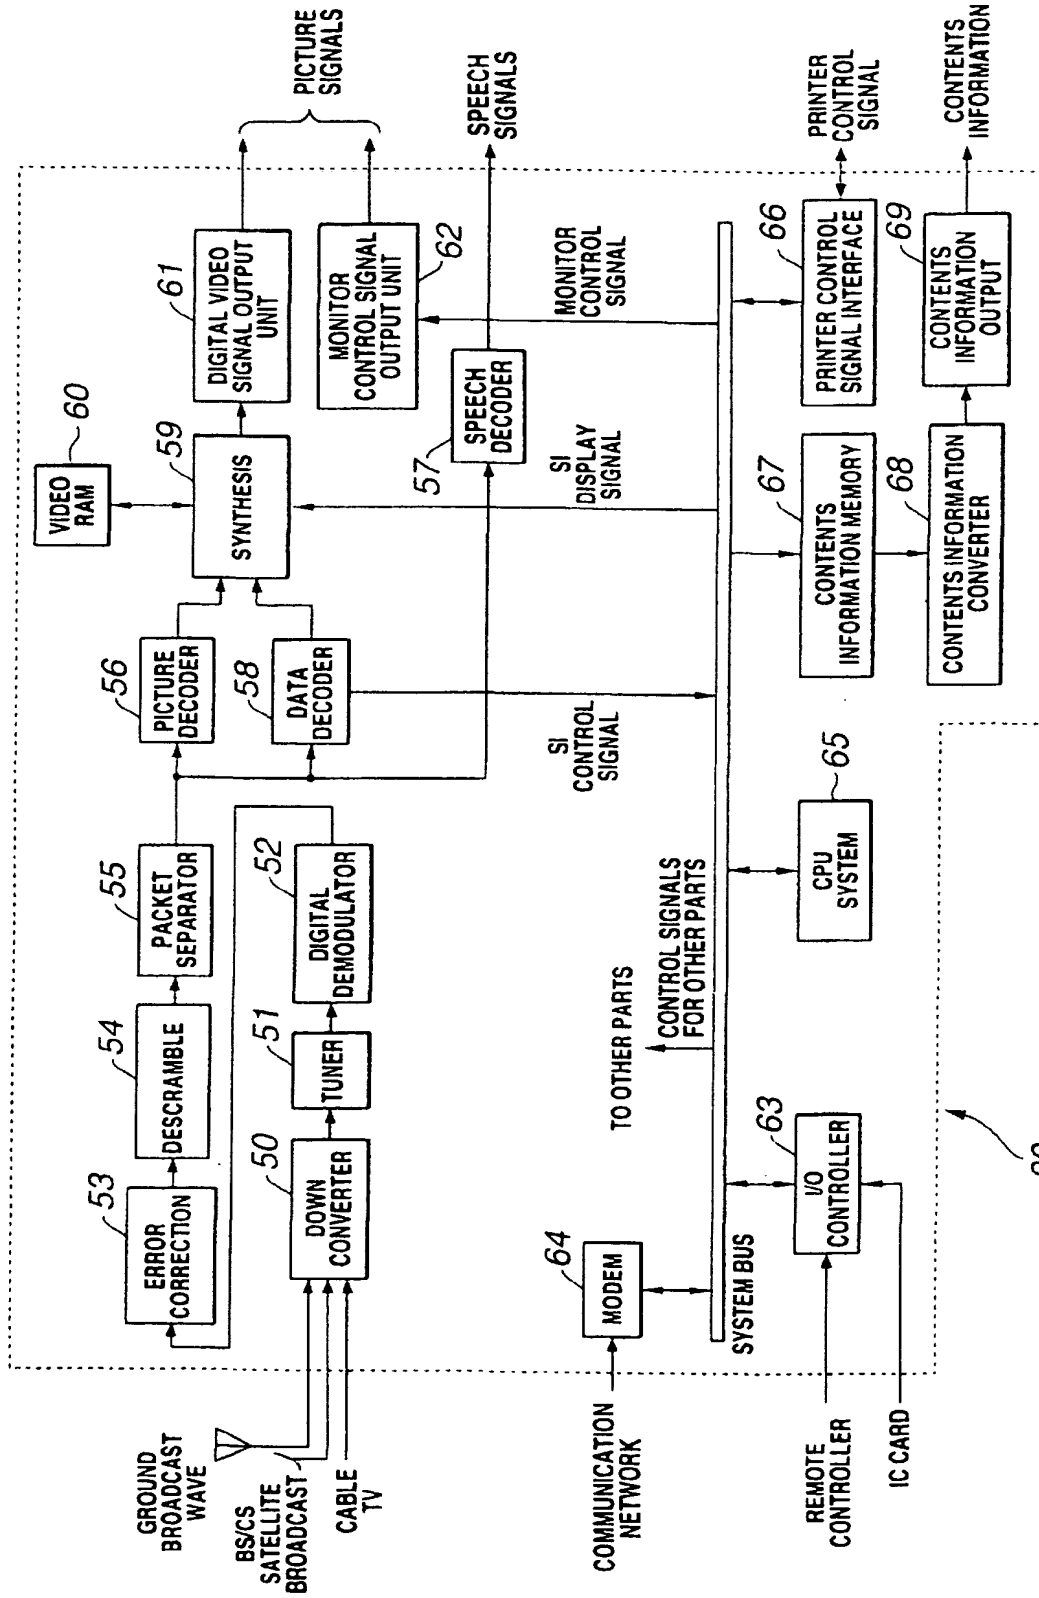 GROUND
BROADCAST
WAVE
BS/CS
SATELLITE
BROADCAST
CABLE
TV
53
ERROR
CORRECTION
54
DESCRAMBLE
55
PACKET
SEPARATOR
50
DOWN
CONVERTER
51
TUNER
52
DIGITAL
DEMODULATOR
56
PICTURE
DECODER
58
DATA
DECODER
60
VIDEO
RAM
59
SYNTHESIS
61
DIGITAL VIDEO
SIGNAL OUTPUT
UNIT
MONITOR
CONTROL SIGNAL
OUTPUT UNIT
62
PICTURE
SIGNALS
57
SPEECH
DECODER
SPEECH
SIGNALS
SI
CONTROL
SIGNAL
SI
DISPLAY
SIGNAL
MONITOR
CONTROL
SIGNAL
COMMUNICATION
NETWORK
64
MODEM
TO OTHER PARTS
CONTROL SIGNALS
FOR OTHER PARTS
SYSTEM BUS
REMOTE
CONTROLLER
IC CARD
63
I/O
CONTROLLER
65
CPU
SYSTEM
67
CONTENTS
INFORMATION MEMORY
66
PRINTER CONTROL
SIGNAL INTERFACE
PRINTER
CONTROL
SIGNAL
68
CONTENTS INFORMATION
CONVERTER
69
CONTENTS
INFORMATION
OUTPUT
CONTENTS
INFORMATION